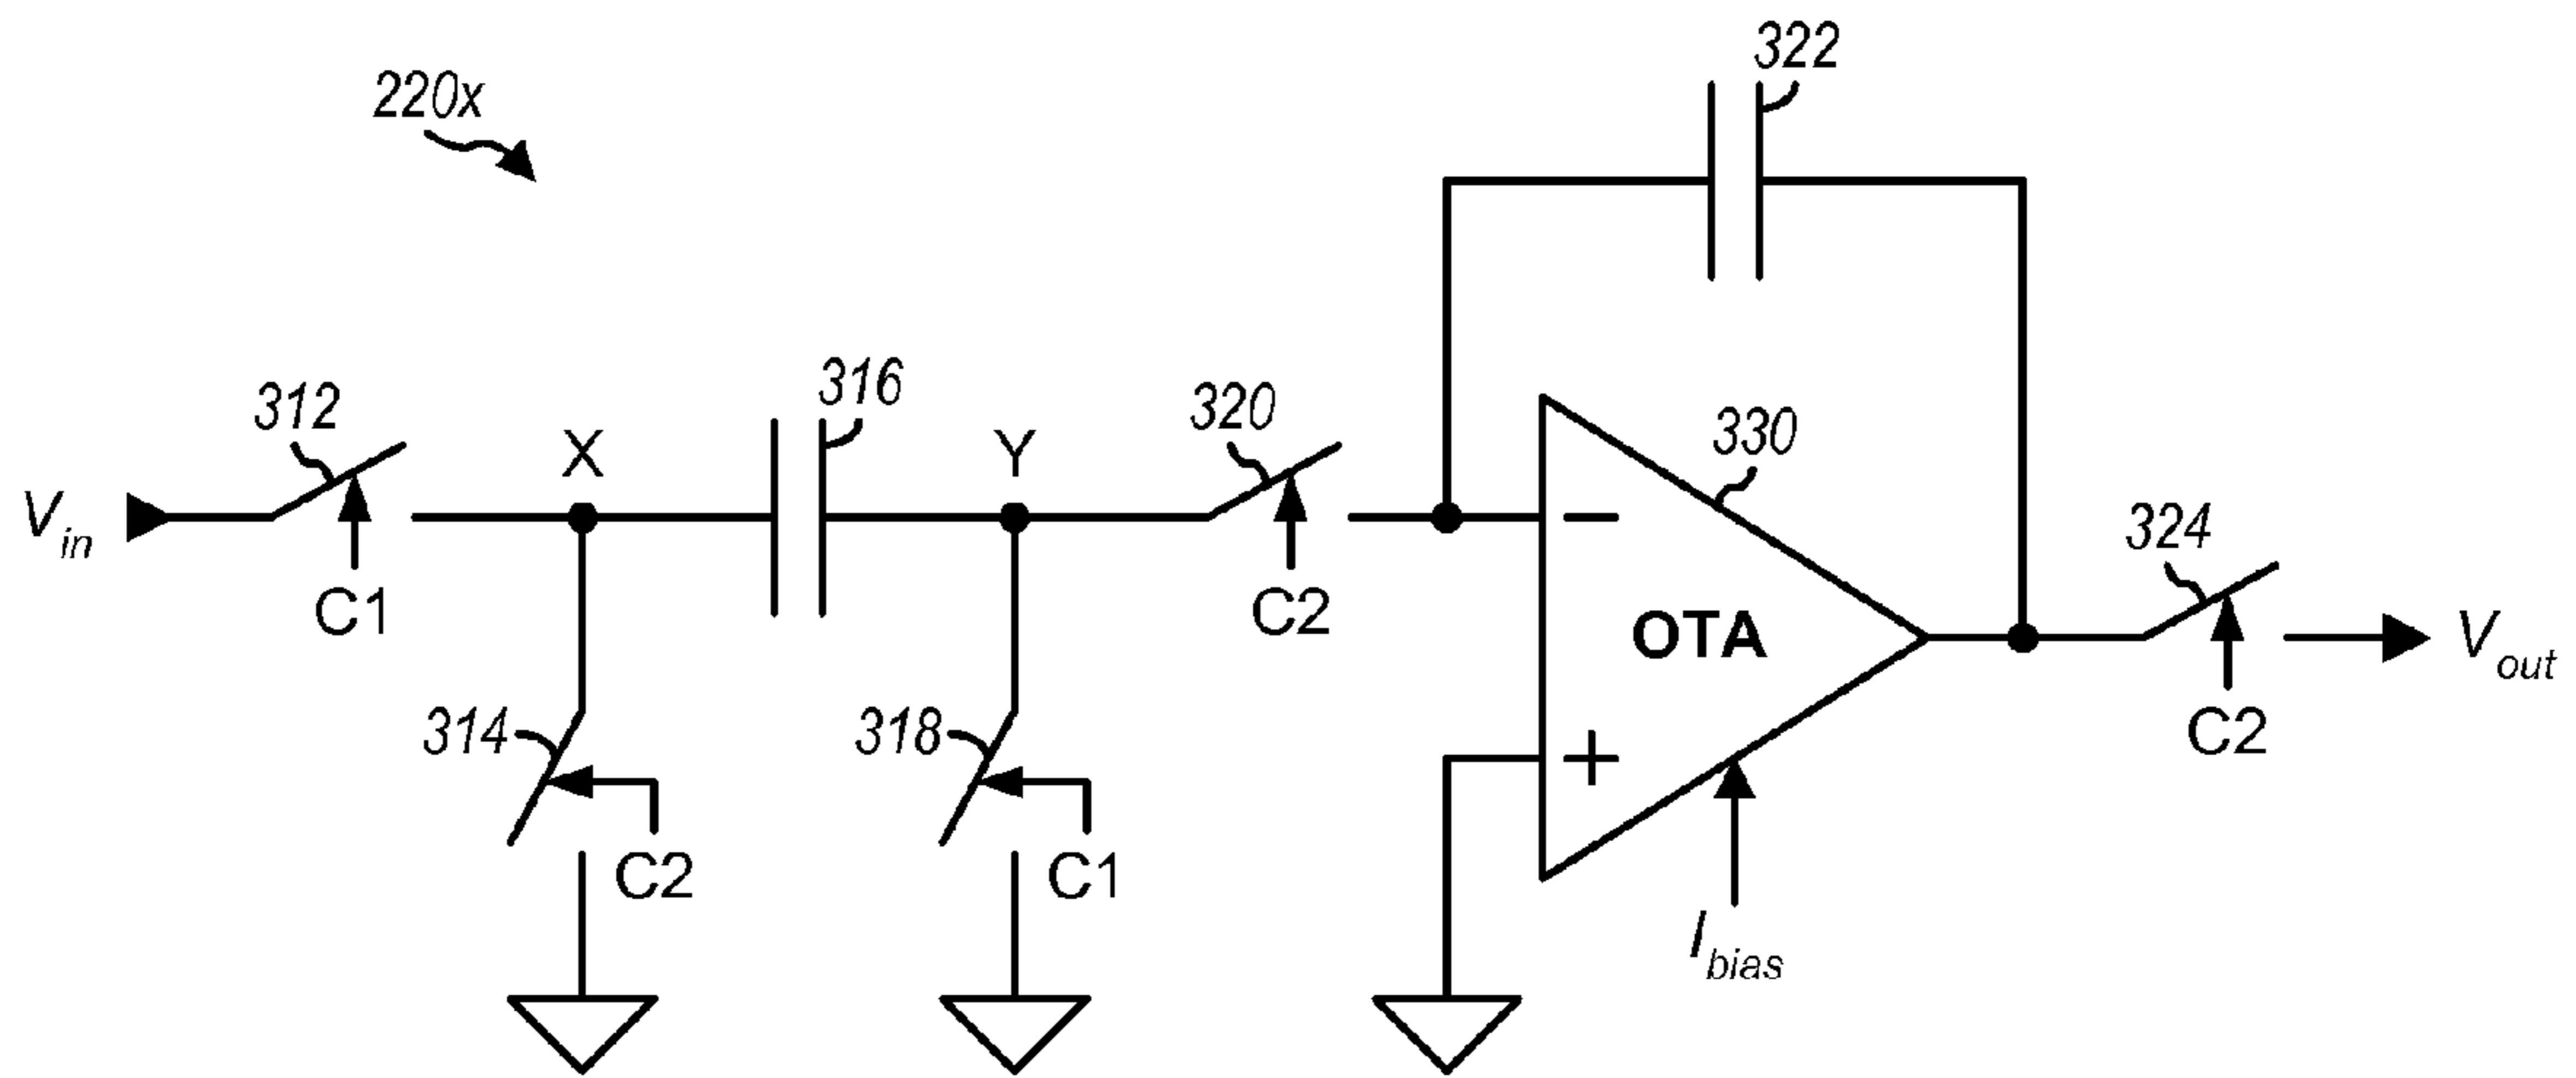 322
220x
316
312
320
X
Y
330
324
Vin
C1
C2
−
OTA
Vout
314
318
+
C2
C2
C1
Ibias